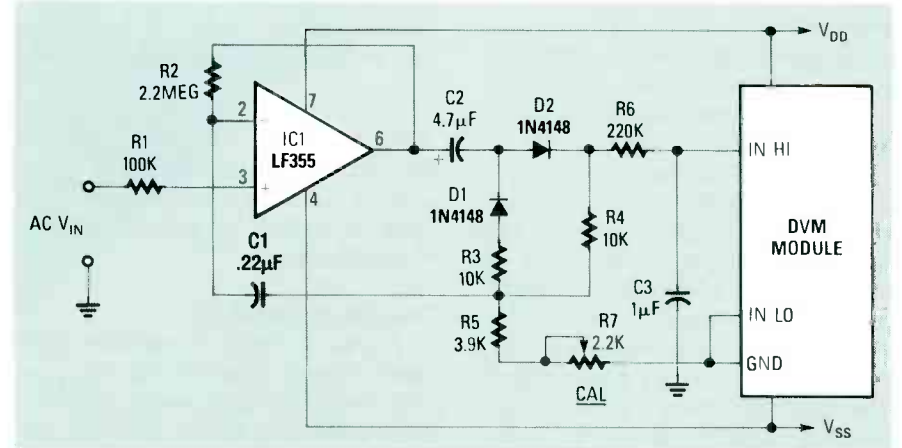 V_DD
R2
2.2MEG
C2
4.7µF
D2
1N4148
R6
220K
2
7
IC1
LF355
6
+
IN HI
R1
100K
3
+
4
D1
1N4148
R4
10K
DVM
MODULE
AC V_IN
C1
.22µF
R3
10K
C3
1µF
IN LO
R5
3.9K
R7
2.2K
GND
CAL
V_SS